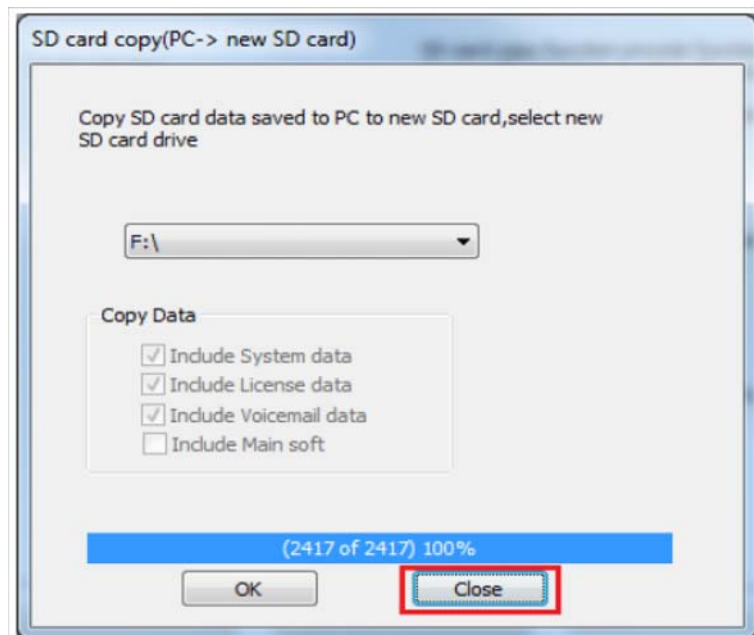 SD card copy(PC-> new SD card)
Copy SD card data saved to PC to new SD card,select new
SD card drive
F:\
Copy Data
Include System data
Include License data
Include Voicemail data
Include Main soft
(2417 of 2417) 100%
OK
Close